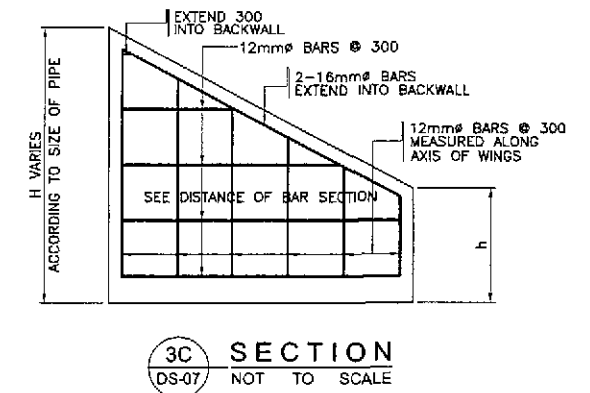 EXTEND 300
INTO BACKWALL
12mmø BARS @ 300
2-16mmø BARS
EXTEND INTO BACKWALL
12mmø BARS @ 300
MEASURED ALONG
AXIS OF WINGS
H VARIES
ACCORDING TO SIZE OF PIPE
SEE DISTANCE OF BAR SECTION
h
3C
DS-07
SECTION
NOT TO SCALE